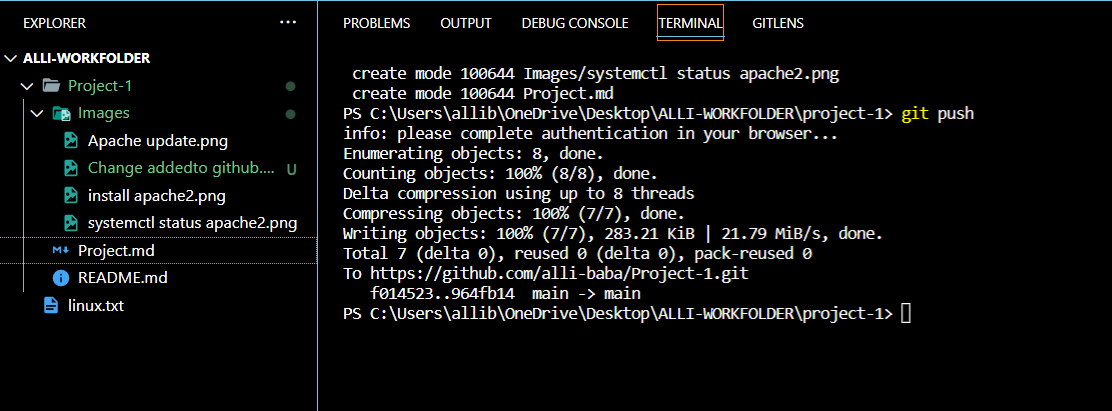 EXPLORER ...
ALLI-WORKFOLDER
Project-1
Images
Apache update.png
Change addedto github.... U
install apache2.png
systemctl status apache2.png
Project.md
README.md
linux.txt
PROBLEMS OUTPUT DEBUG CONSOLE TERMINAL GITLENS
create mode 100644 Images/systemctl status apache2.png
create mode 100644 Project.md
PS C:\Users\allib\OneDrive\Desktop\ALLI-WORKFOLDER\project-1> git push
info: please complete authentication in your browser...
Enumerating objects: 8, done.
Counting objects: 100% (8/8), done.
Delta compression using up to 8 threads
Compressing objects: 100% (7/7), done.
Writing objects: 100% (7/7), 283.21 KiB | 21.79 MiB/s, done.
Total 7 (delta 0), reused 0 (delta 0), pack-reused 0
To https://github.com/alli-baba/Project-1.git
f014523..964fb14 main -> main
PS C:\Users\allib\OneDrive\Desktop\ALLI-WORKFOLDER\project-1>